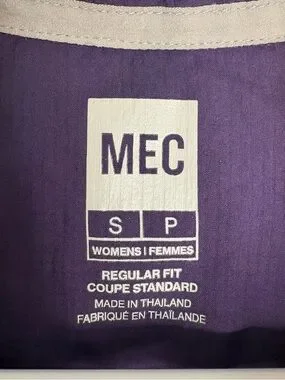 MEC
S P
WOMENS | FEMMES
REGULAR FIT
COUPE STANDARD
MADE IN THAILAND
FABRIQUÉ EN THAÏLANDE